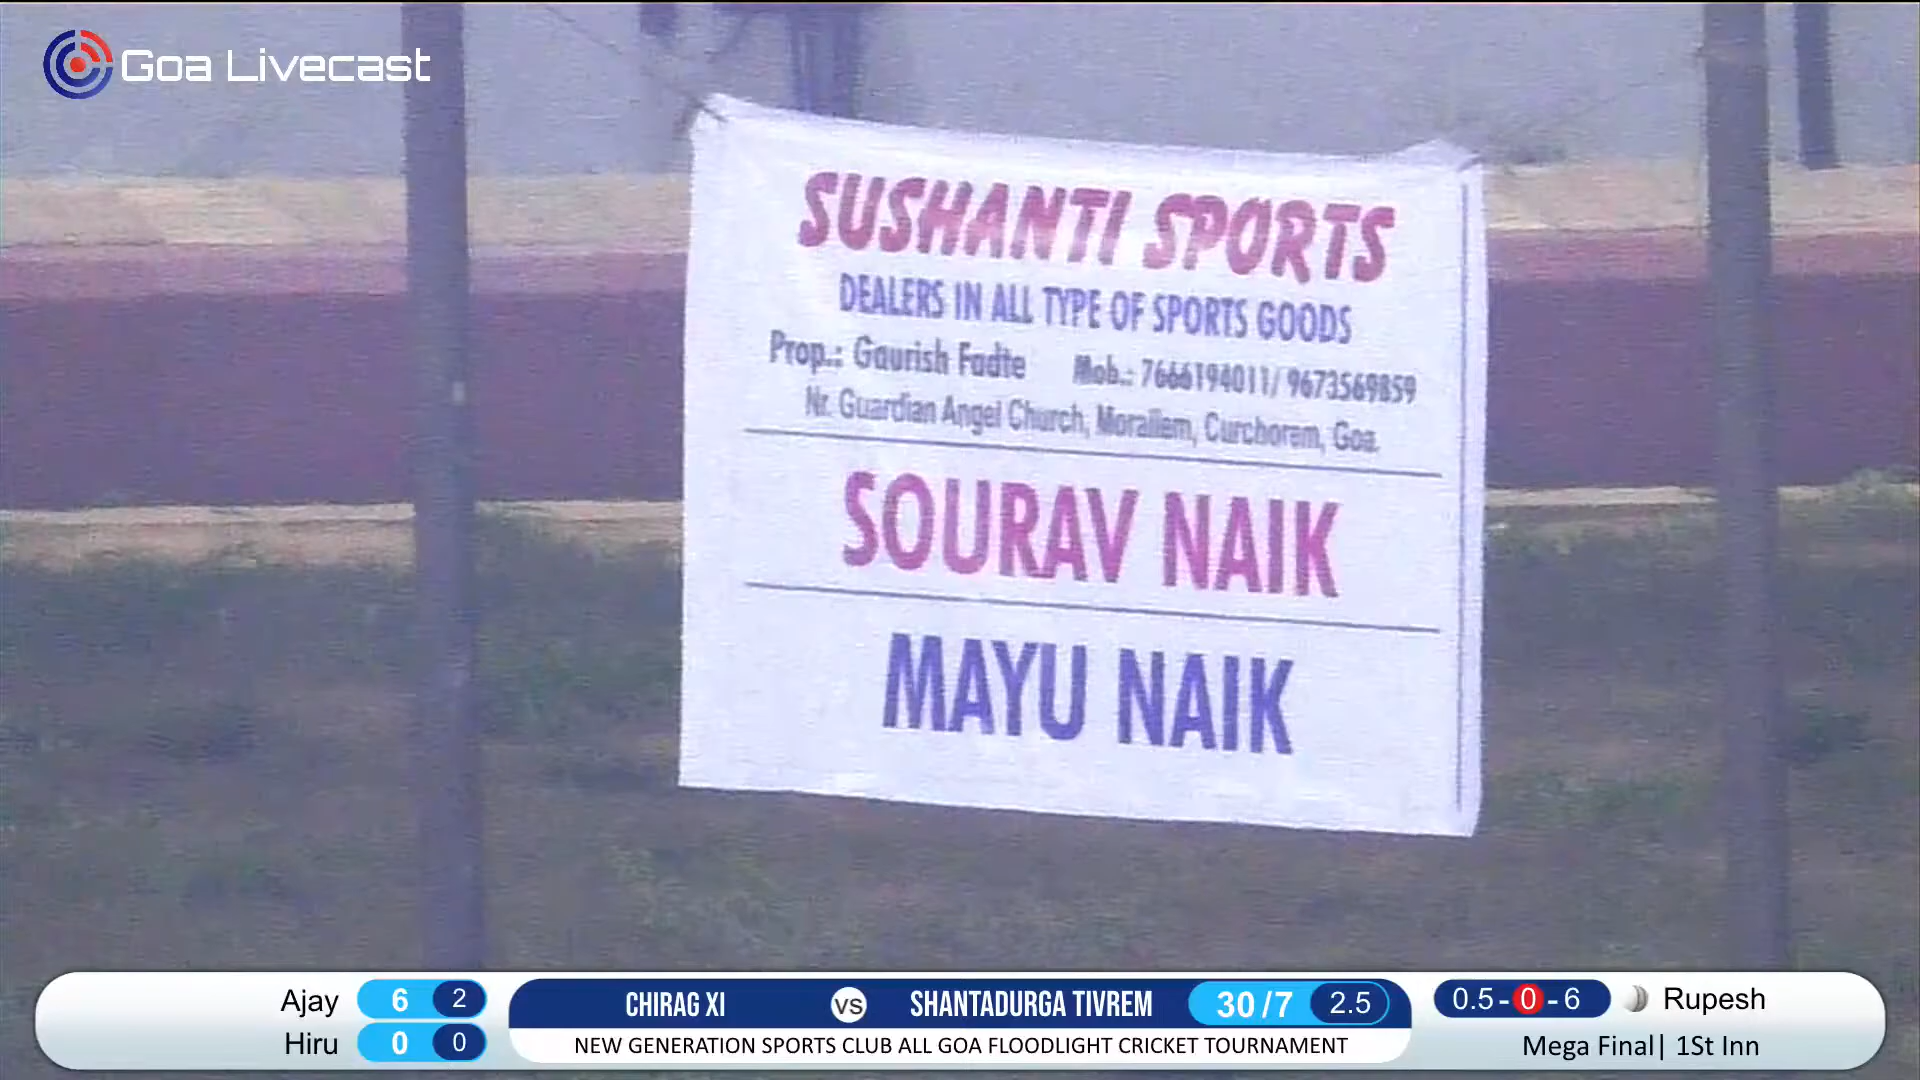 Goa Livecast
SUSHANTI SPORTS
DEALERS IN ALL TYPE OF SPORTS GOODS
Prop.: Gaurish Fadte Mob.: 7666194011/ 9673569859
Nr. Guardian Angel Church, Morailem, Curchorem, Goa.
SOURAV NAIK
MAYU NAIK
Ajay 6 2
Hiru 0 0
CHIRAG XI VS SHANTADURGA TIVREM 30/7 2.5
NEW GENERATION SPORTS CLUB ALL GOA FLOODLIGHT CRICKET TOURNAMENT
0.5-0-6 Rupesh
Mega Final| 1St Inn